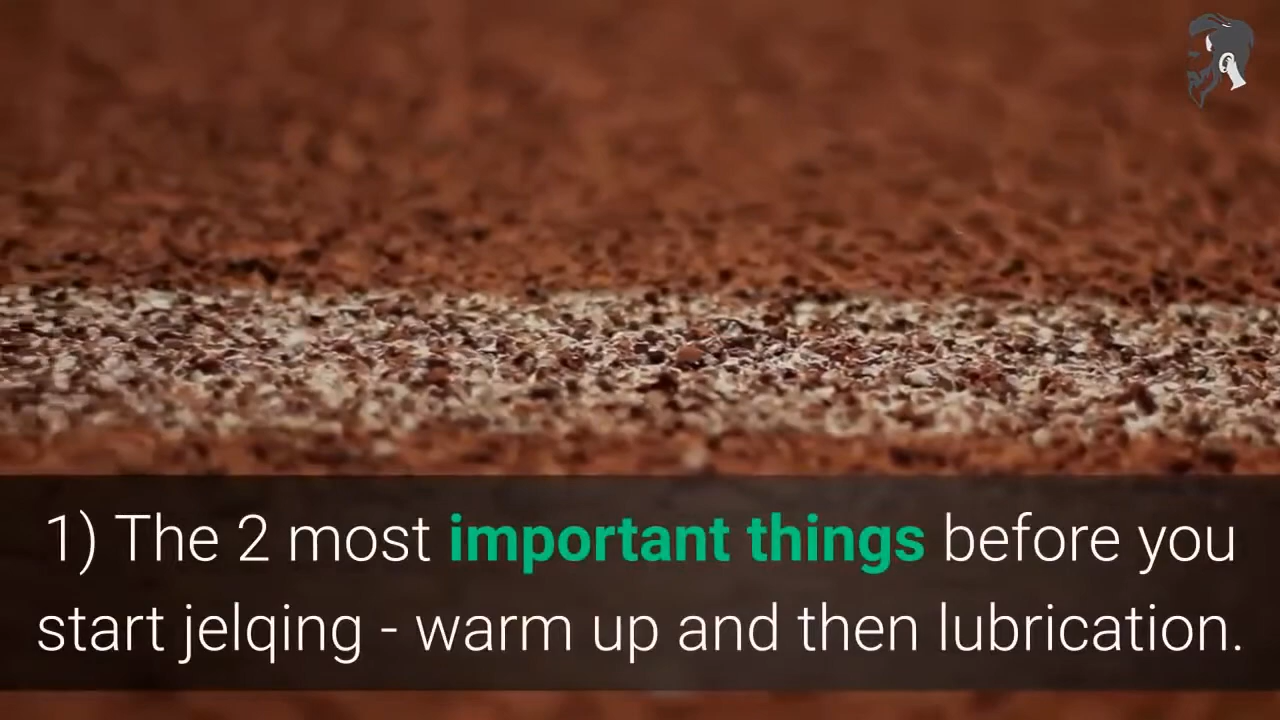 1) The 2 most important things before you
start jelqing - warm up and then lubrication.